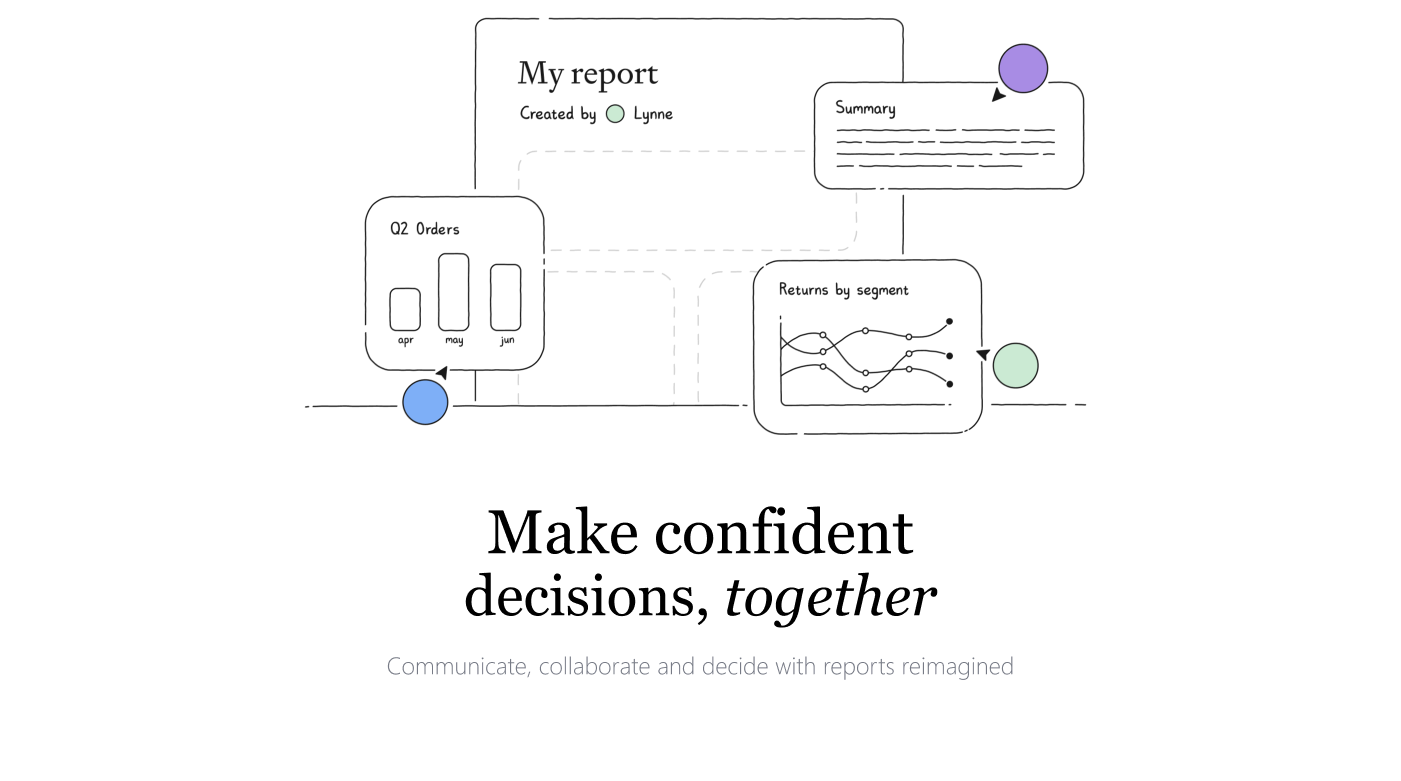 My report
Created by Lynne
Summary
Q2 Orders
apr may jun
Returns by segment
Make confident
decisions, together
Communicate, collaborate and decide with reports reimagined